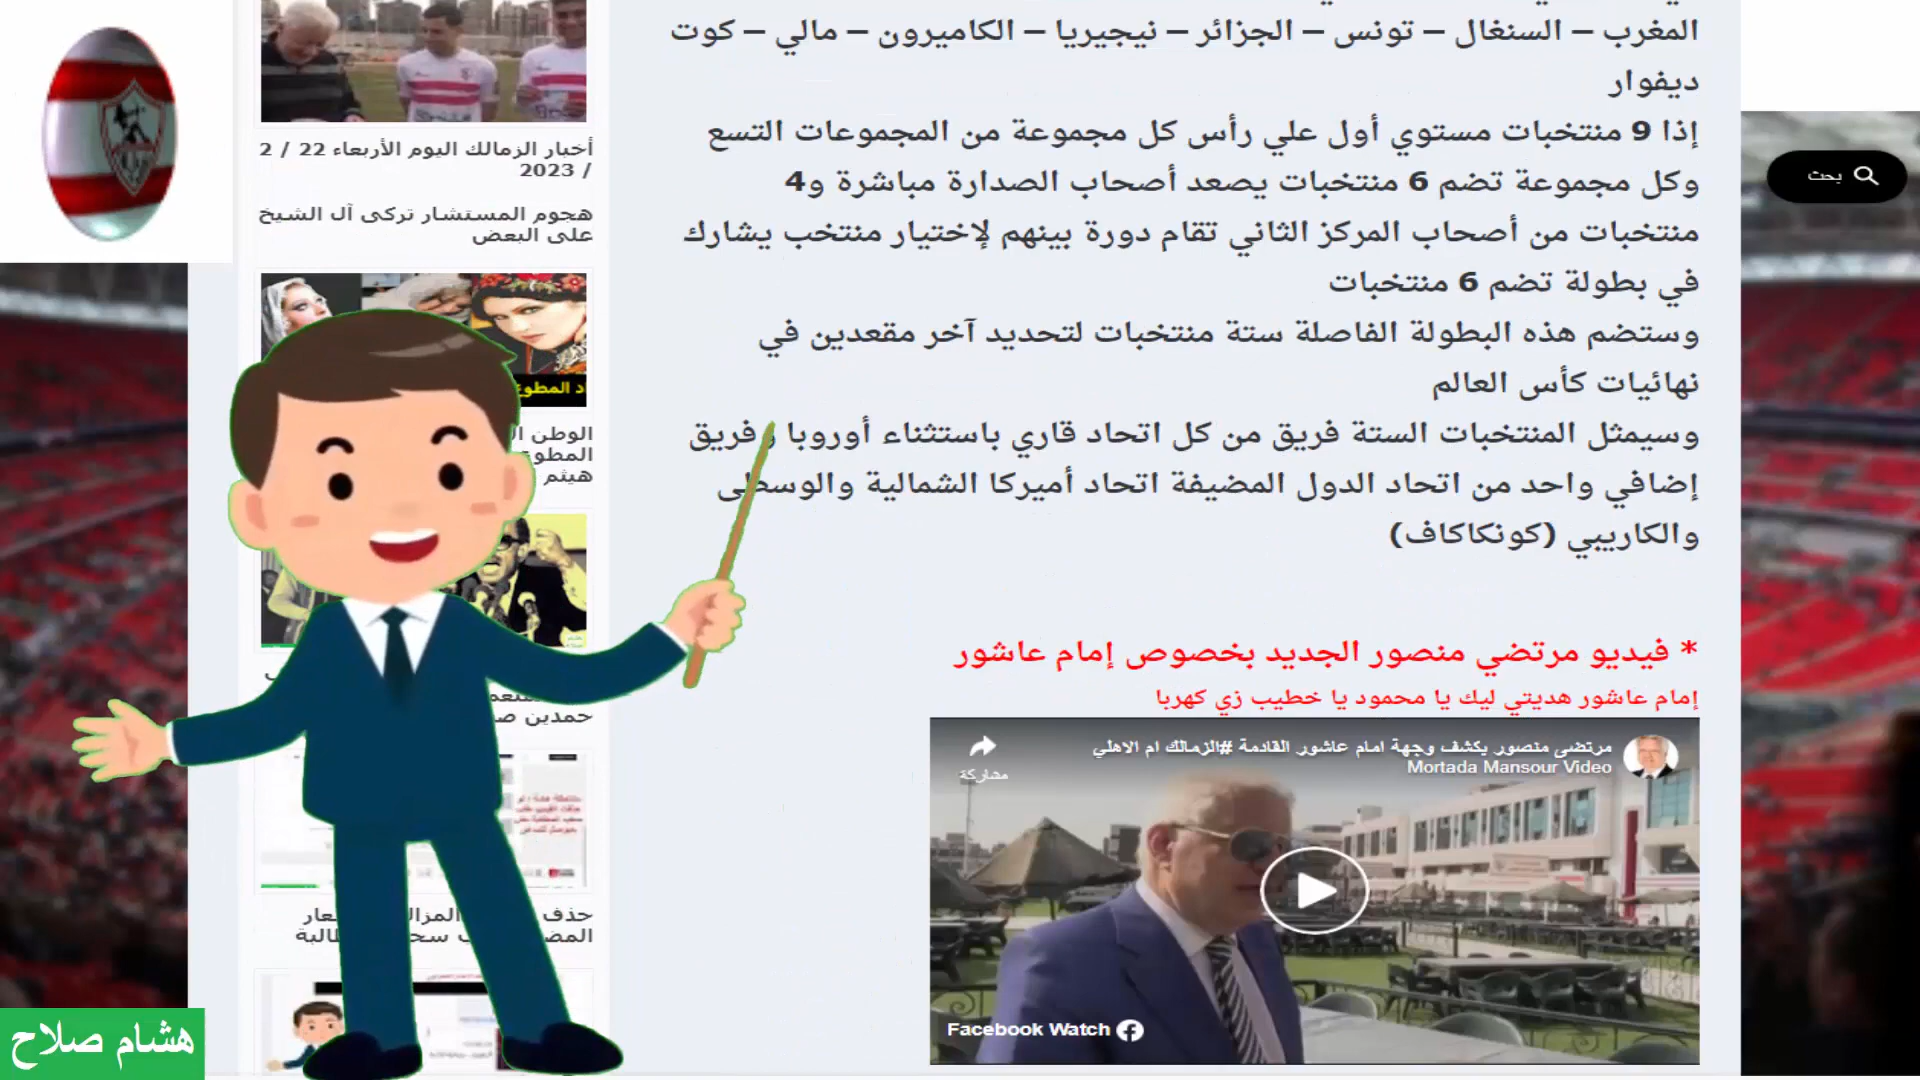 المغرب – السنغال – تونس – الجزائر – نيجيريا – الكاميرون – مالي – كوت
ديفوار
إذا 9 منتخبات مستوي أول علي رأس كل مجموعة من المجموعات التسع
وكل مجموعة تضم 6 منتخبات يصعد أصحاب الصدارة مباشرة و4
منتخبات من أصحاب المركز الثاني تقام دورة بينهم لإختيار منتخب يشارك
في بطولة تضم 6 منتخبات
وستضم هذه البطولة الفاصلة ستة منتخبات لتحديد آخر مقعدين في
نهائيات كأس العالم
وسيمثل المنتخبات الستة فريق من كل اتحاد قاري باستثناء أوروبا وفريق
إضافي واحد من اتحاد الدول المضيفة اتحاد أميركا الشمالية والوسطى
والكاريبي (كونكاكاف)
* فيديو مرتضي منصور الجديد بخصوص إمام عاشور
إمام عاشور هديتي ليك يا محمود يا خطيب زي كهربا
مرتضى منصور يكشف وجهة امام عاشور القادمة #الزمالك ام الاهلي
Mortada Mansour Video
مشاركة
Facebook Watch
بحث
أخبار الزمالك اليوم الأربعاء 22 / 2
/ 2023
هجوم المستشار تركى آل الشيخ
على البعض
د المطوع
الوطن
المطوع
هيثم
حمدين
حذف
المضـ
هشام صلاح